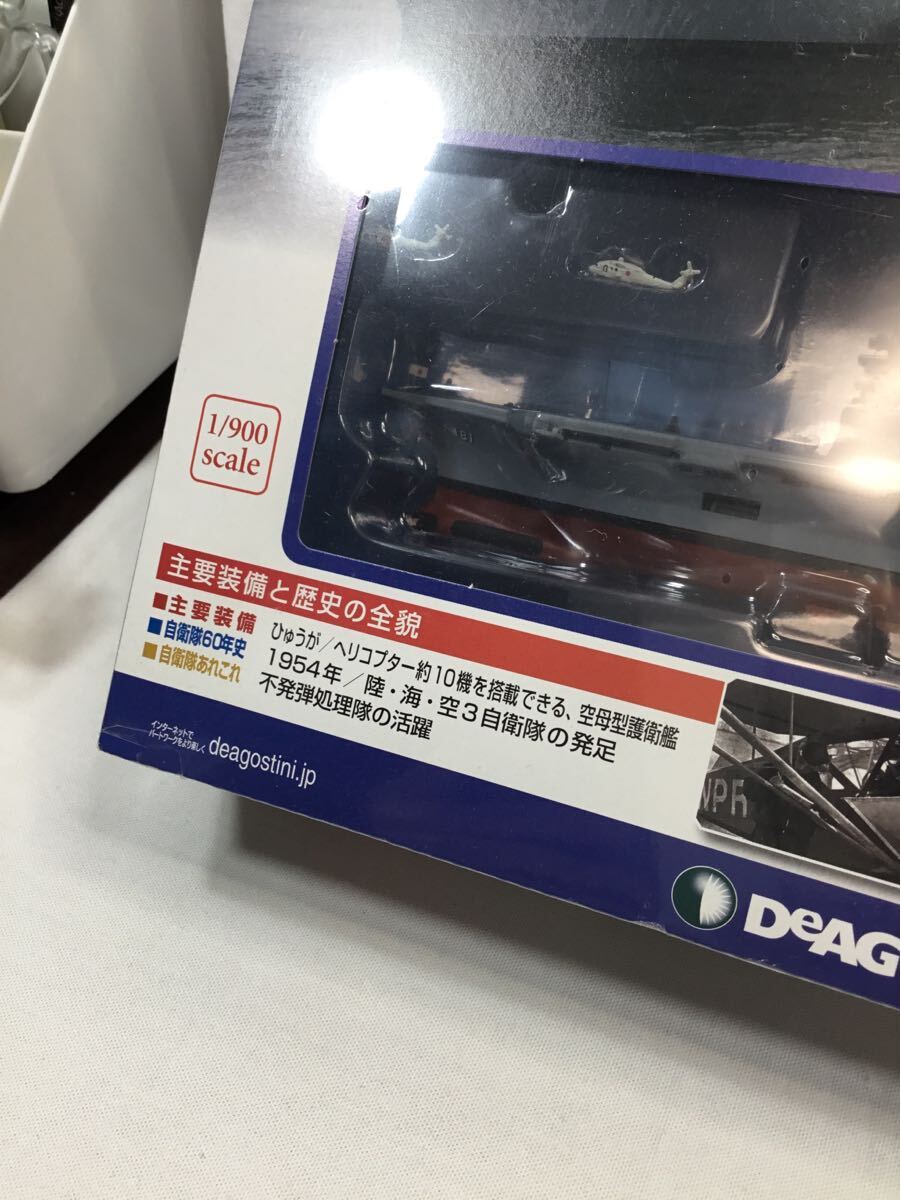 1/900
scale
主要装備と歴史の全貌
■主要装備 ひゅうが/ヘリコプター約10機を搭載できる、空母型護衛艦
■自衛隊60年史 1954年/陸・海・空3自衛隊の発足
■自衛隊あれこれ 不発弾処理隊の活躍
インターネットで
パートワークをより楽しく deagostini.jp
DeAG